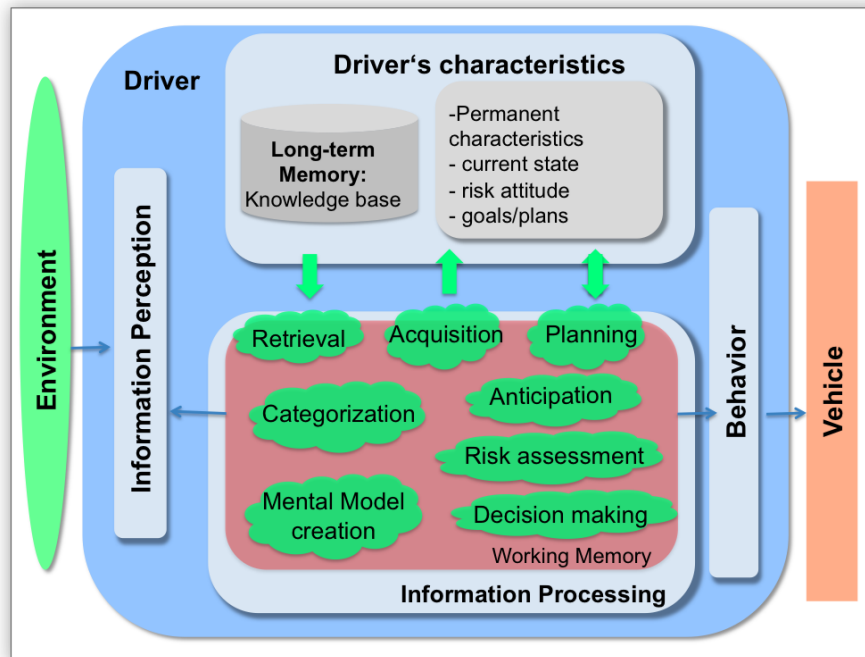 Driver
Driver‘s characteristics
Long-term
Memory:
Knowledge base
-Permanent
characteristics
- current state
- risk attitude
- goals/plans
Environment
Information Perception
Retrieval
Acquisition
Planning
Categorization
Anticipation
Risk assessment
Mental Model
creation
Decision making
Working Memory
Information Processing
Behavior
Vehicle